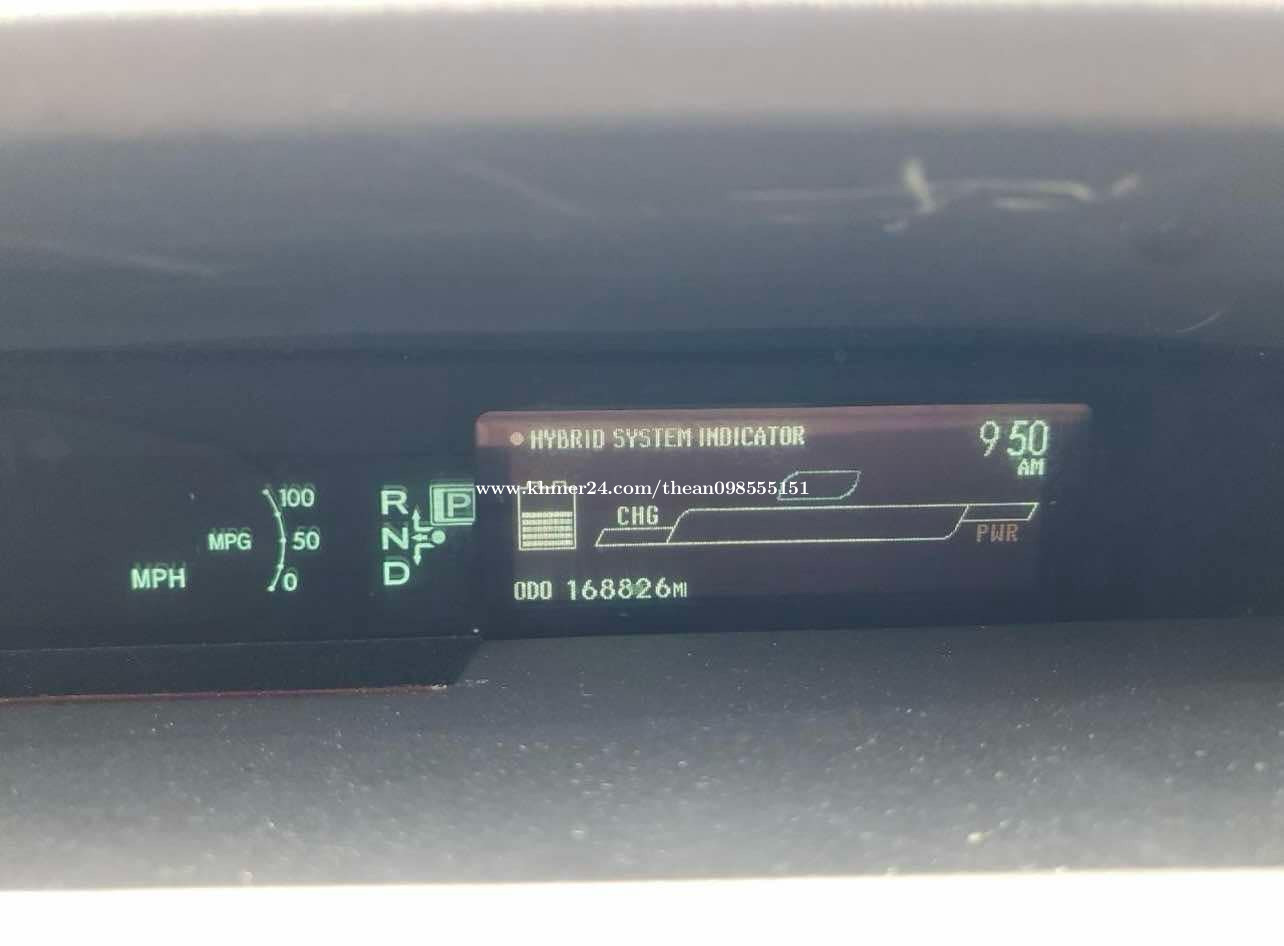 HYBRID SYSTEM INDICATOR
9:50
AM
www.khmer24.com/thean098555151
100
MPG 50
0
MPH
R
P
N
D
CHG
PWR
ODO 168826MI